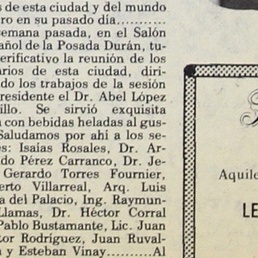 s de esta ciudad y del mundo
ro en su pasado día..........
semana pasada, en el Salón
añol de la Posada Durán, tu-
verificativo la reunión de los
arios de esta ciudad, diri-
do los trabajos de la sesión
residente el Dr. Abel López
illo. Se sirvió exquisita
a con bebidas heladas al gus-
Saludamos por ahí a los se-
es: Isaías Rosales, Dr. Ar-
do Pérez Carranco, Dr. Je-
Gerardo Torres Fournier,
erto Villarreal, Arq. Luis
a del Palacio, Ing. Raymun-
Llamas, Dr. Héctor Corral
Pablo Bustamante, Lic. Juan
tor Rodríguez, Juan Ruval-
y Esteban Vinay.....Al
Aquile
LE